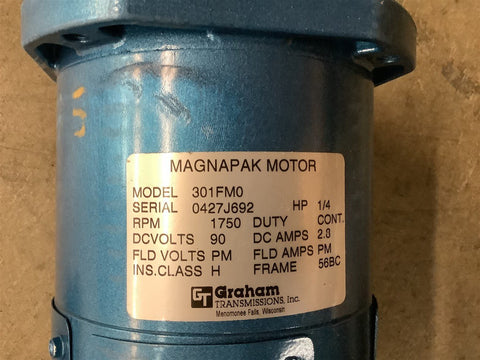 MAGNAPAK MOTOR
MODEL 301FM0
SERIAL 0427J692 HP 1/4
RPM 1750 DUTY CONT.
DCVOLTS 90 DC AMPS 2.8
FLD VOLTS PM FLD AMPS PM
INS.CLASS H FRAME 56BC
GT Graham
TRANSMISSIONS, Inc.
Menomonee Falls, Wisconsin